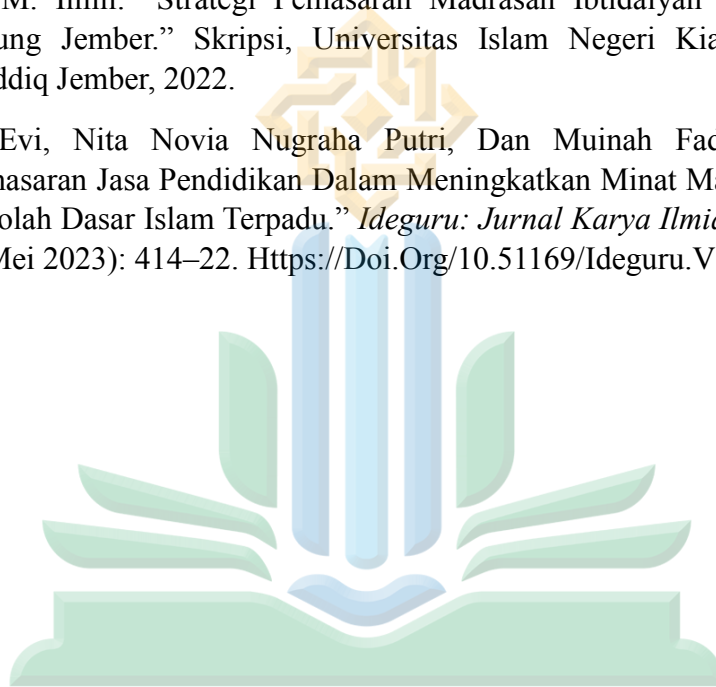 M. Ilmi. "Strategi Pemasaran Madrasah Ibtidaiyah
ung Jember." Skripsi, Universitas Islam Negeri Kia
ddiq Jember, 2022.
Evi, Nita Novia Nugraha Putri, Dan Muinah Fad
nasaran Jasa Pendidikan Dalam Meningkatkan Minat Ma
olah Dasar Islam Terpadu." Ideguru: Jurnal Karya Ilmia
Mei 2023): 414–22. Https://Doi.Org/10.51169/Ideguru.V